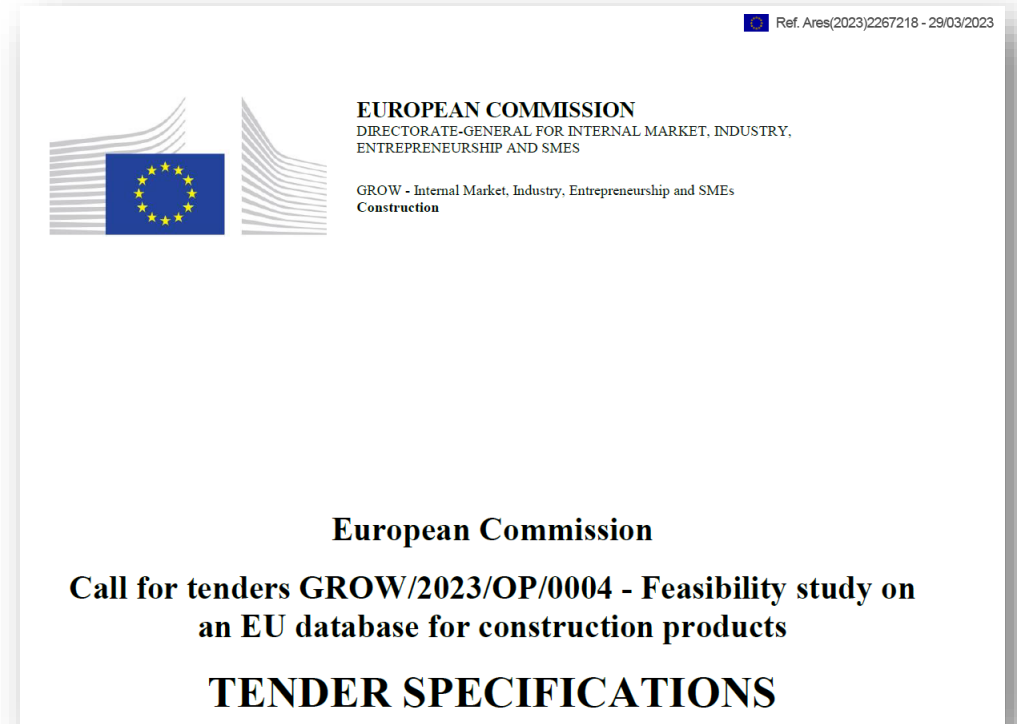 Ref. Ares(2023)2267218 - 29/03/2023
EUROPEAN COMMISSION
DIRECTORATE-GENERAL FOR INTERNAL MARKET, INDUSTRY,
ENTREPRENEURSHIP AND SMES
GROW - Internal Market, Industry, Entrepreneurship and SMEs
Construction
European Commission
Call for tenders GROW/2023/OP/0004 - Feasibility study on
an EU database for construction products
TENDER SPECIFICATIONS